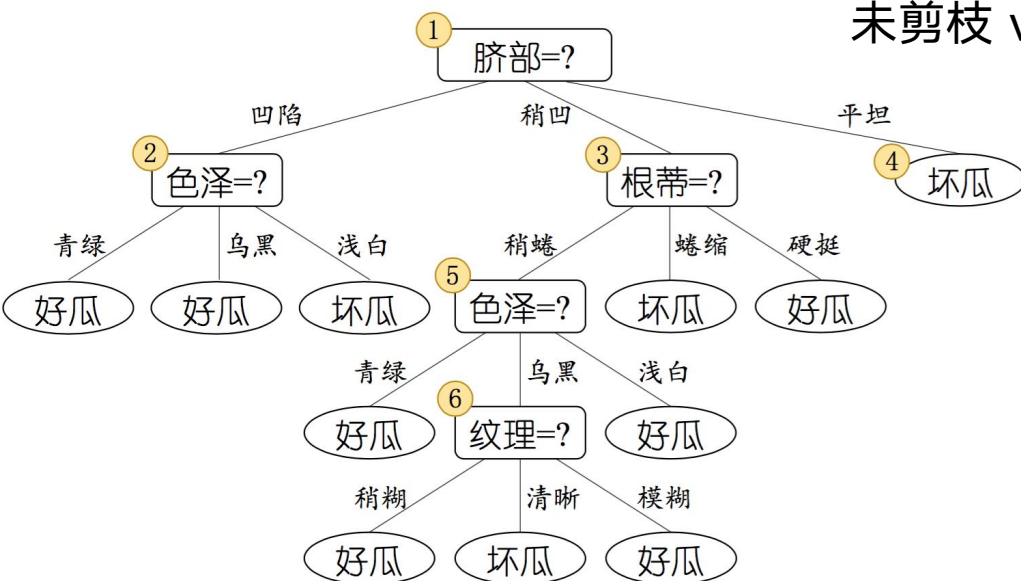 未剪枝 v
1
脐部=?
凹陷 稍凹 平坦
2 3 4
色泽=? 根蒂=? 坏瓜
青绿 乌黑 浅白 稍蜷 蜷缩 硬挺
5
好瓜 好瓜 坏瓜 色泽=? 坏瓜 好瓜
青绿 乌黑 浅白
6
好瓜 纹理=? 好瓜
稍糊 清晰 模糊
好瓜 坏瓜 好瓜